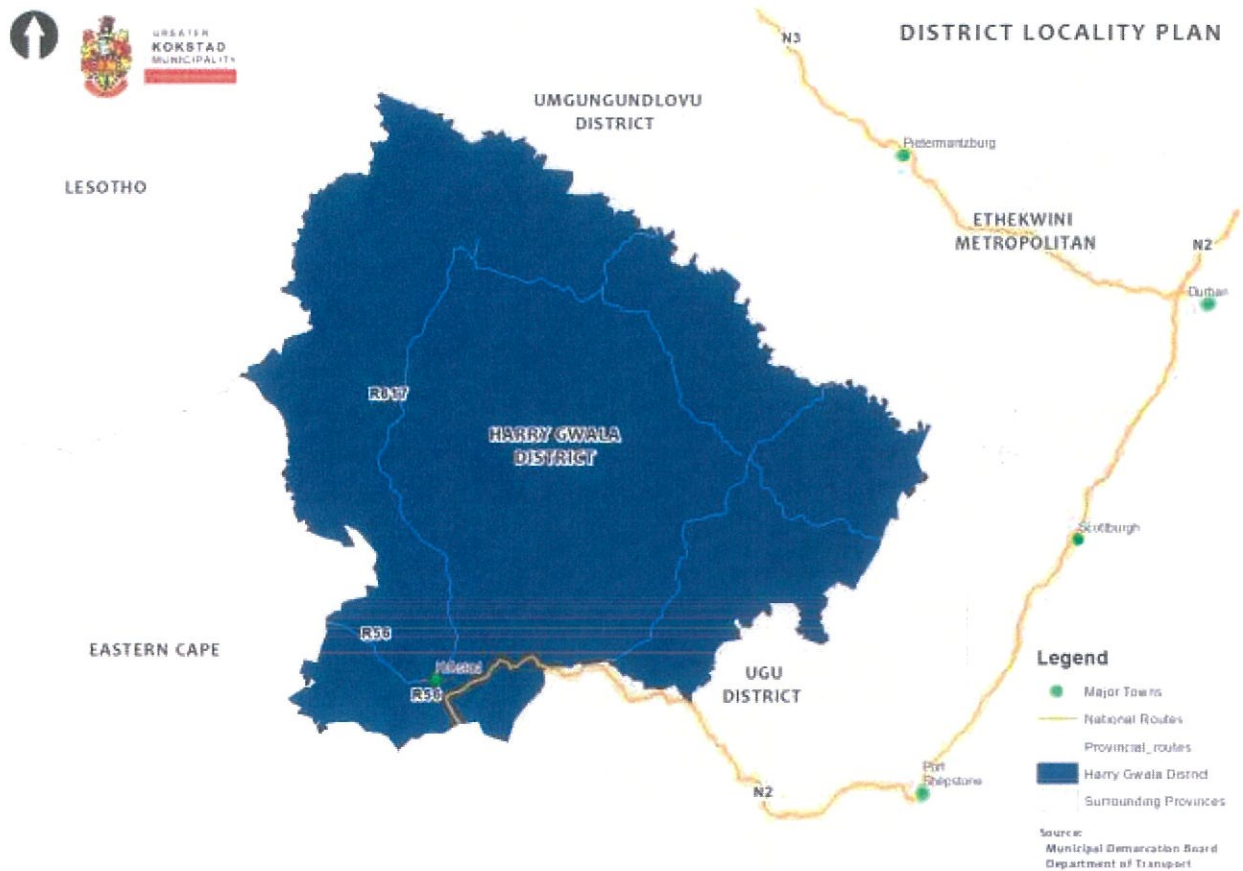 GREATER
KOKSTAD
MUNICIPALITY
DISTRICT LOCALITY PLAN
N3
UMGUNGUNDLOVU
DISTRICT
Pietermantzburg
LESOTHO
ETHEKWINI
METROPOLITAN
N2
Durban
R617
HARRY GWALA
DISTRICT
Scottburgh
R56
EASTERN CAPE
Kokstad
R56
UGU
DISTRICT
N2
Port
Shepstone
Legend
Major Towns
National Routes
Provincial_routes
Harry Gwala District
Surrounding Provinces
Source:
Municipal Demarcation Board
Department of Transport